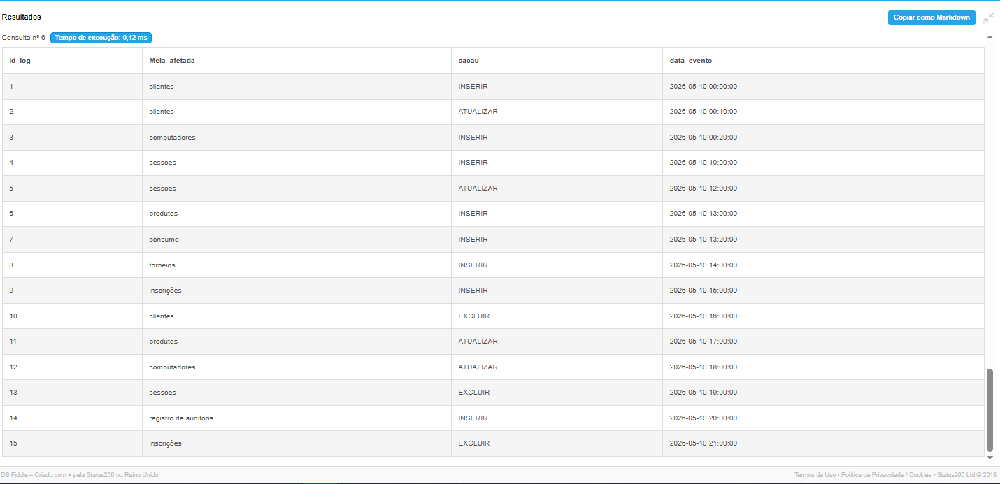 Resultados
Copiar como Markdown
Consulta nº 6 Tempo de execução: 0,12 ms
id_log Meia_afetada cacau data_evento
1 clientes INSERIR 2026-05-10 09:00:00
2 clientes ATUALIZAR 2026-05-10 09:10:00
3 computadores INSERIR 2026-05-10 09:20:00
4 sessoes INSERIR 2026-05-10 10:00:00
5 sessoes ATUALIZAR 2026-05-10 12:00:00
6 produtos INSERIR 2026-05-10 13:00:00
7 consumo INSERIR 2026-05-10 13:20:00
8 torneios INSERIR 2026-05-10 14:00:00
9 inscrições INSERIR 2026-05-10 15:00:00
10 clientes EXCLUIR 2026-05-10 16:00:00
11 produtos ATUALIZAR 2026-05-10 17:00:00
12 computadores ATUALIZAR 2026-05-10 18:00:00
13 sessoes EXCLUIR 2026-05-10 19:00:00
14 registro de auditoria INSERIR 2026-05-10 20:00:00
15 inscrições EXCLUIR 2026-05-10 21:00:00
DB Fiddle – Criado com ♥ pela Status200 no Reino Unido.
Termos de Uso • Política de Privacidade / Cookies • Status200 Ltd © 2018